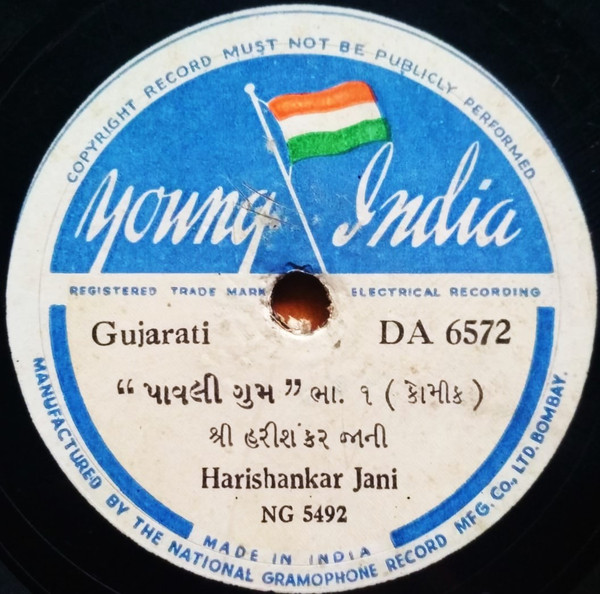 COPYRIGHT RECORD MUST NOT BE PUBLICLY PERFORMED
Young India
REGISTERED TRADE MARK ELECTRICAL RECORDING
Gujarati DA 6572
“ પાવલી ગુમ ” ભા. ૧ ( કોમીક )
શ્રી હરીશંકર જાની
Harishankar Jani
NG 5492
MADE IN INDIA
MANUFACTURED BY THE NATIONAL GRAMOPHONE RECORD MFG. CO., LTD. BOMBAY.